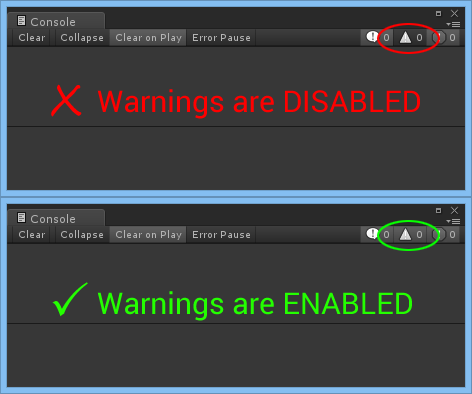 Console
Clear Collapse Clear on Play Error Pause 0 0 0
X Warnings are DISABLED
Console
Clear Collapse Clear on Play Error Pause 0 0 0
✓ Warnings are ENABLED